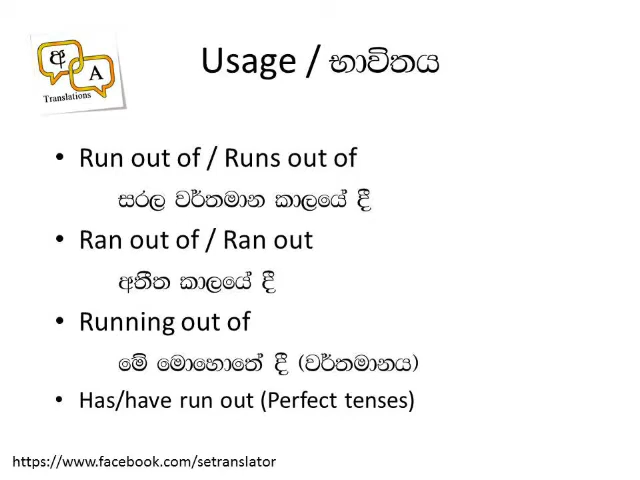 අ
A
Translations
Usage / භාවිතය
• Run out of / Runs out of
සරල වර්තමාන කාලයේ දී
• Ran out of / Ran out
අතීත කාලයේ දී
• Running out of
මේ මොහොතේ දී (වර්තමානය)
• Has/have run out (Perfect tenses)
https://www.facebook.com/setranslator